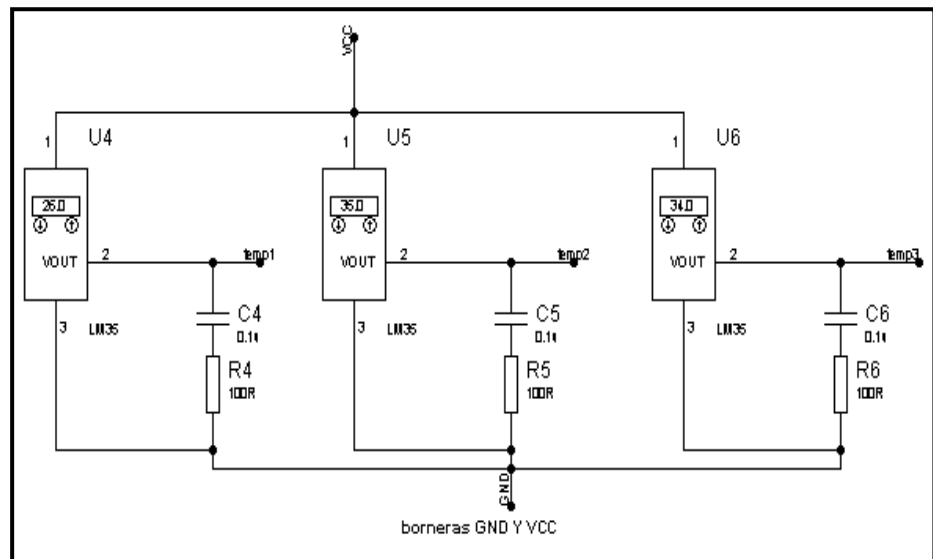 VCC
1 U4
1 U5
1 U6
26.0
35.0
34.0
VOUT 2 temp1
VOUT 2 temp2
VOUT 2 temp3
C4
0.1u
C5
0.1u
C6
0.1u
3 LM35
3 LM35
3 LM35
R4
100R
R5
100R
R6
100R
GND
borneras GND Y VCC